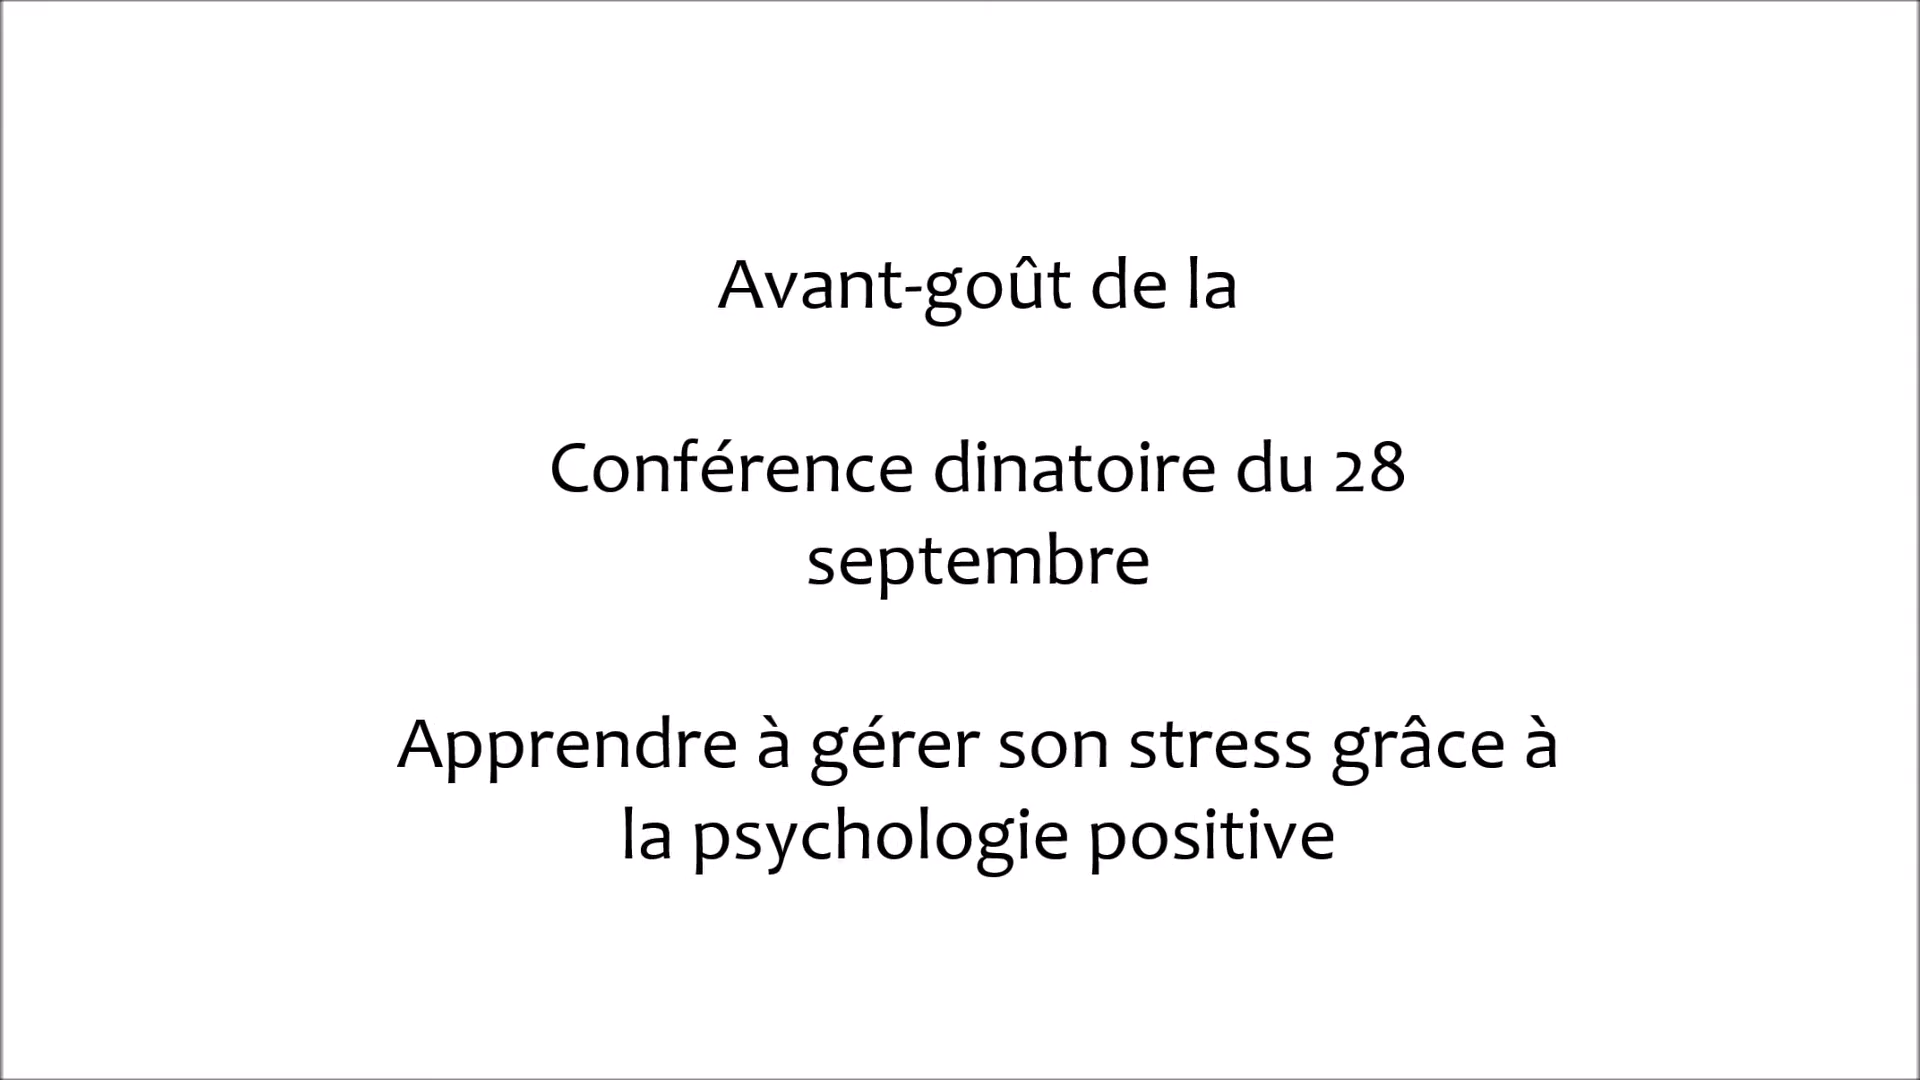 Avant-goût de la
Conférence dinatoire du 28
septembre
Apprendre à gérer son stress grâce à
la psychologie positive